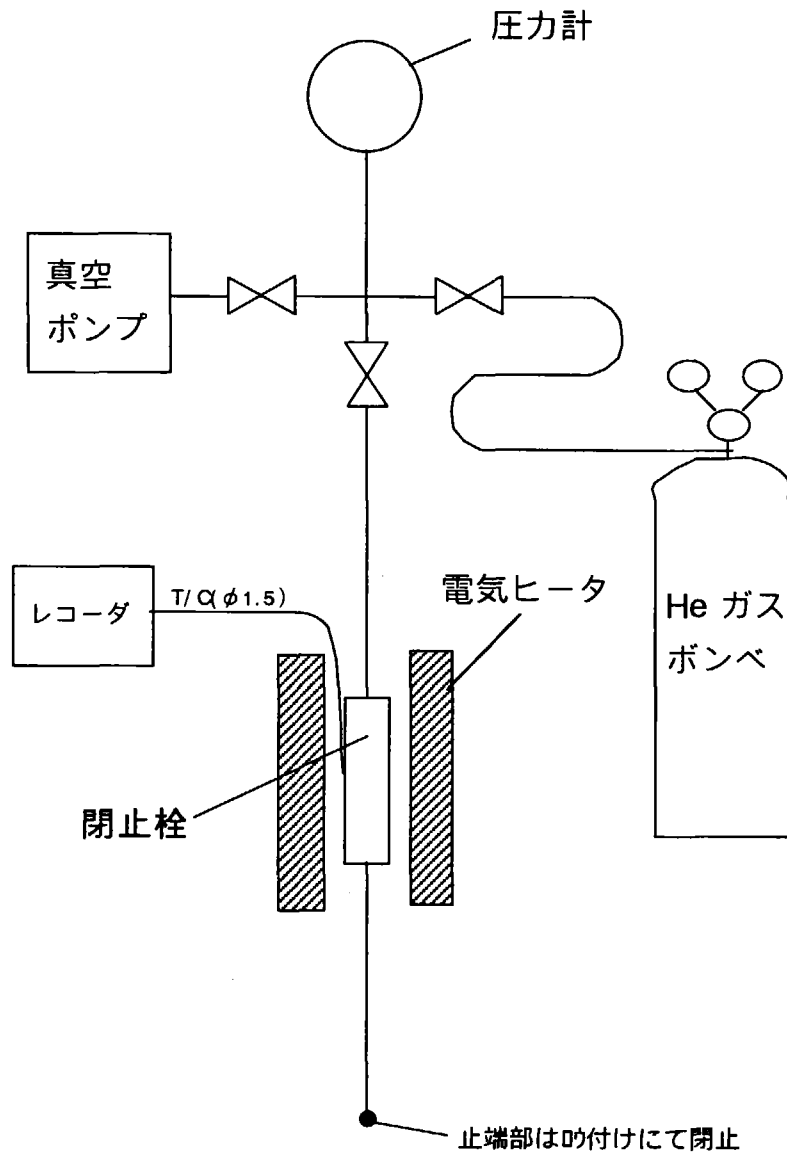 圧力計
真空
ポンプ
レコーダ
T/C(φ1.5)
電気ヒータ
He ガス
ボンベ
閉止栓
止端部は吹付けにて閉止